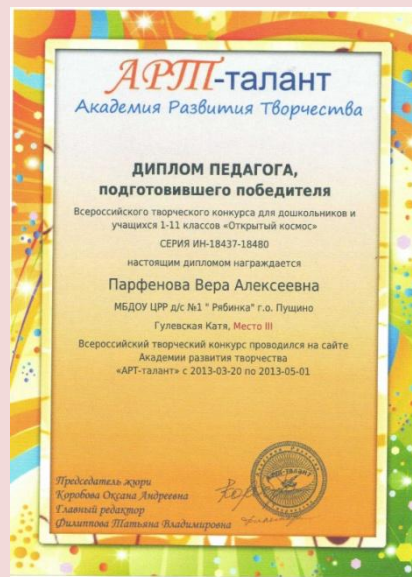 АРТ-талант
Академия Развития Творчества
ДИПЛОМ ПЕДАГОГА,
подготовившего победителя
Всероссийского творческого конкурса для дошкольников и
учащихся 1-11 классов «Открытый космос»
СЕРИЯ ИН-18437-18480
настоящим дипломом награждается
Парфенова Вера Алексеевна
МБДОУ ЦРР д/с №1 " Рябинка" г.о. Пущино
Гулевская Катя, Место III
Всероссийский творческий конкурс проводился на сайте
Академии развития творчества
«АРТ-талант» с 2013-03-20 по 2013-05-01
Председатель жюри
Коробова Оксана Андреевна
Главный редактор
Филиппова Татьяна Владимировна
АРТ-ТАЛАНТ